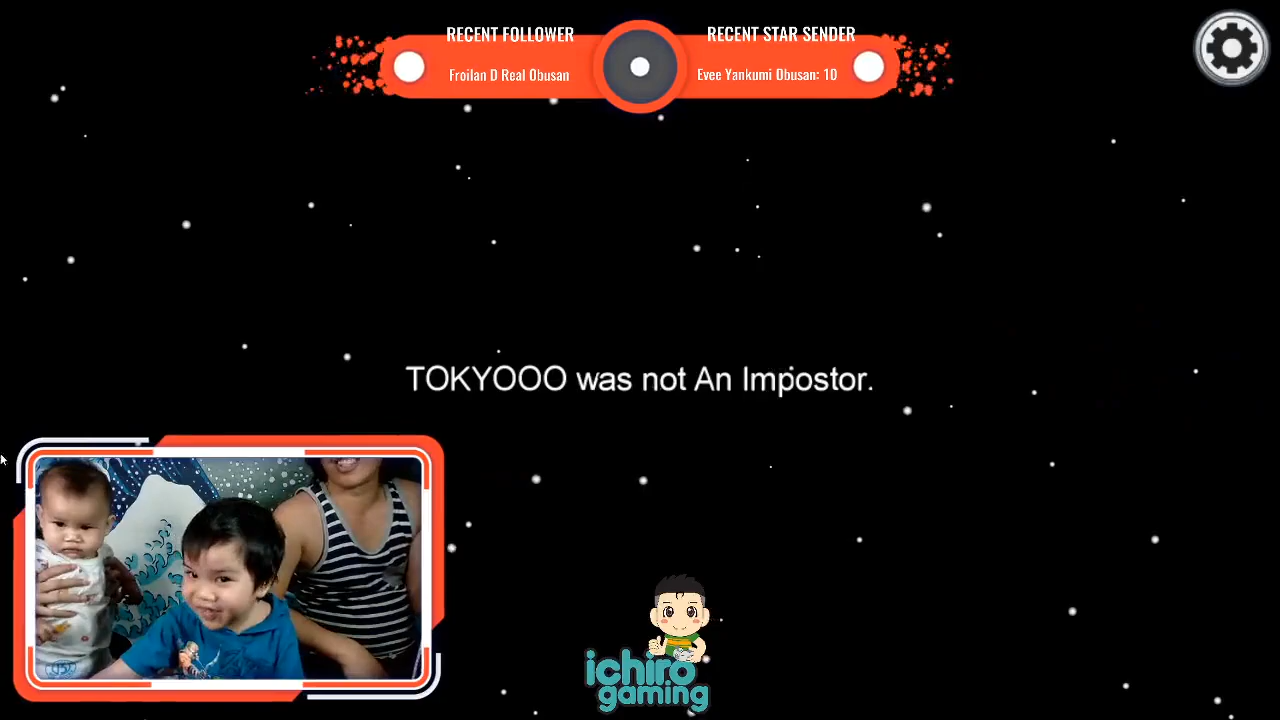 RECENT FOLLOWER
Froilan D Real Obusan
RECENT STAR SENDER
Evee Yankumi Obusan: 10
TOKYOOO was not An Impostor.
ichiro
gaming